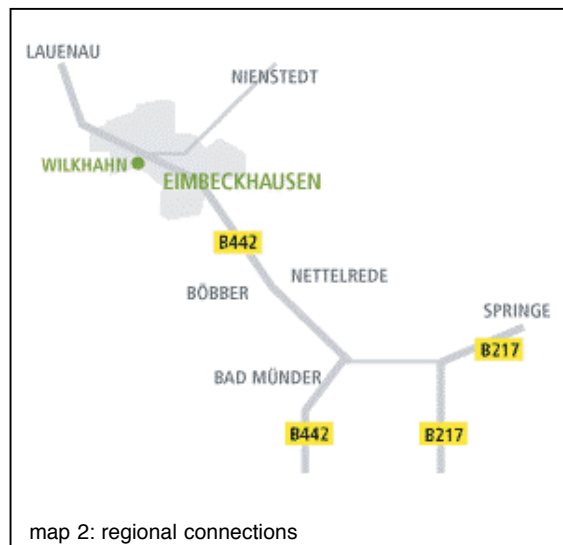 LAUENAU
NIENSTEDT
WILKHAHN
EIMBECKHAUSEN
B442
NETTELREDE
BÖBBER
SPRINGE
B217
BAD MÜNDER
B442
B217
map 2: regional connections